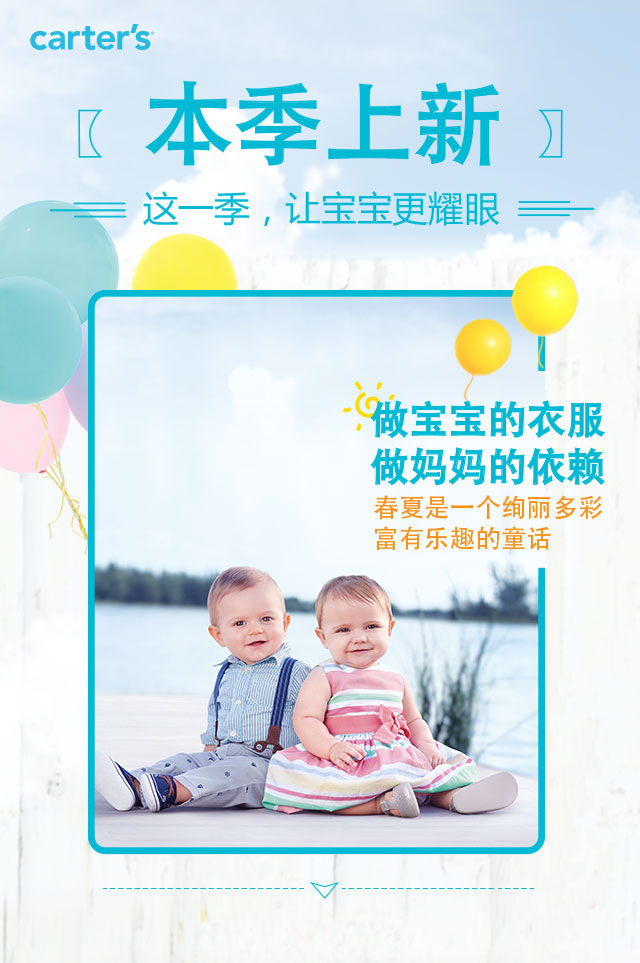 carter's
本季上新
这一季，让宝宝更耀眼
做宝宝的衣服
做妈妈的依赖
春夏是一个绚丽多彩
富有乐趣的童话